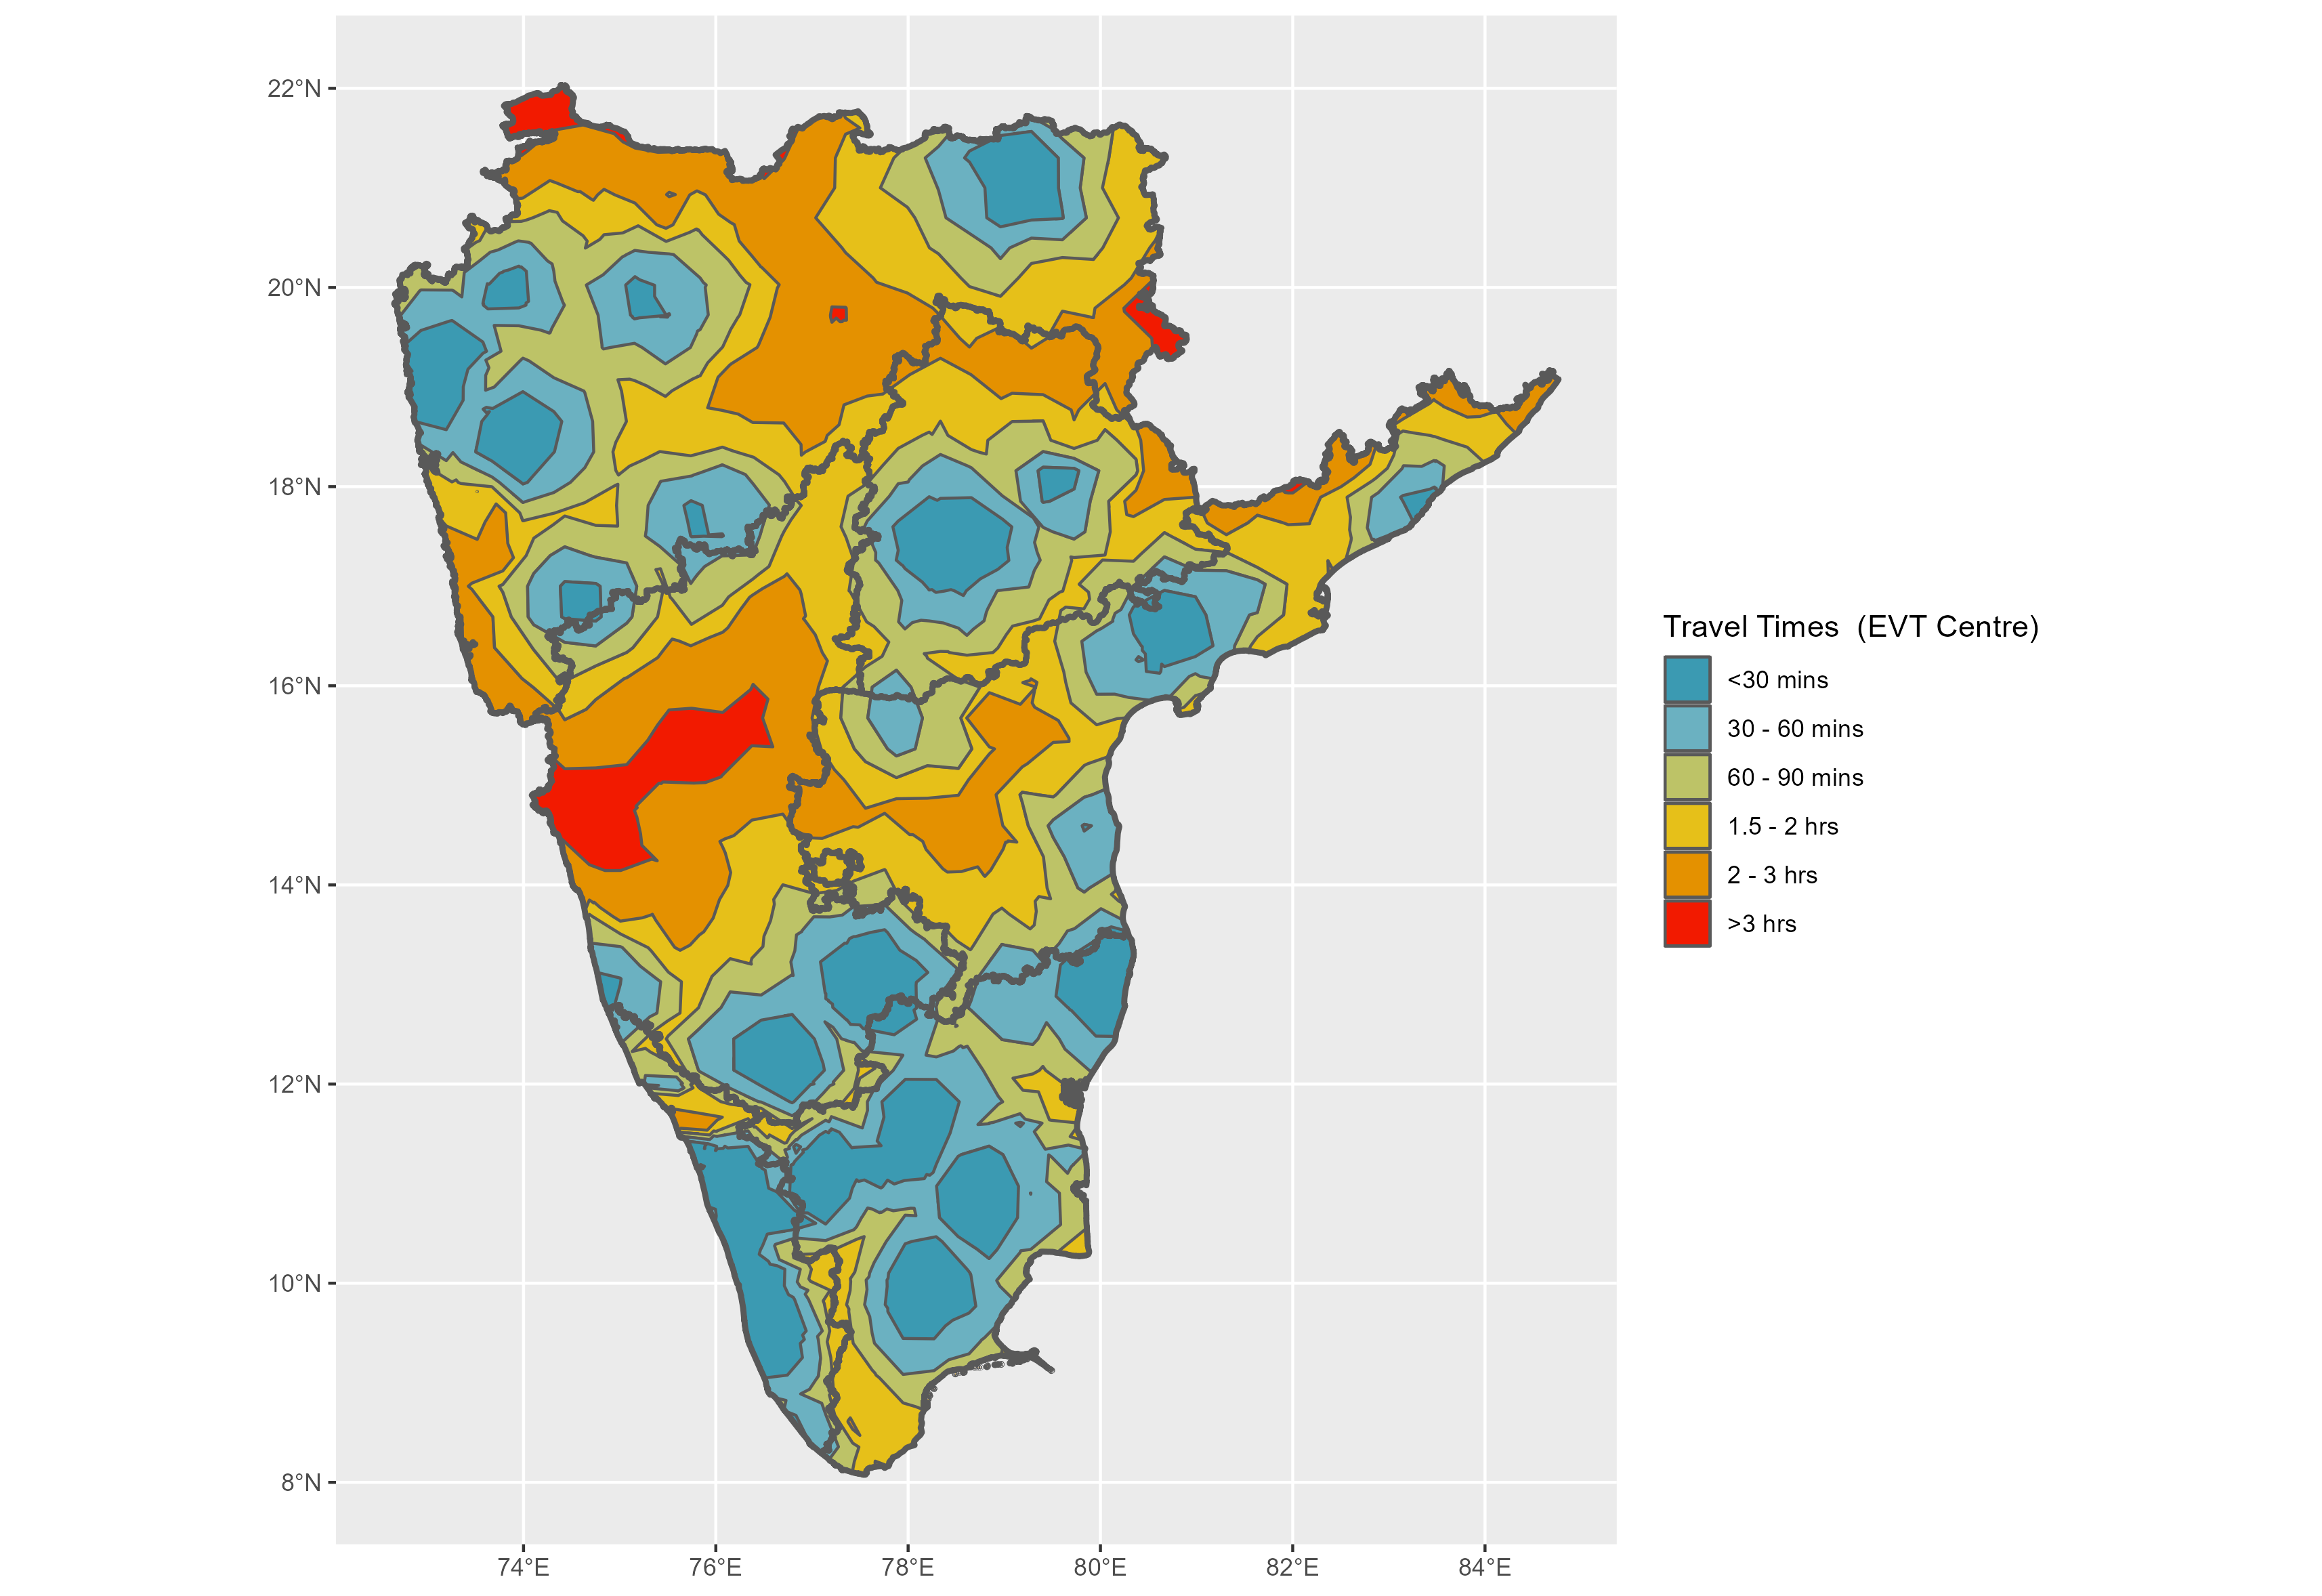 22°N
20°N
18°N
16°N
14°N
12°N
10°N
8°N
74°E 76°E 78°E 80°E 82°E 84°E
Travel Times  (EVT Centre)
<30 mins
30 - 60 mins
60 - 90 mins
1.5 - 2 hrs
2 - 3 hrs
>3 hrs